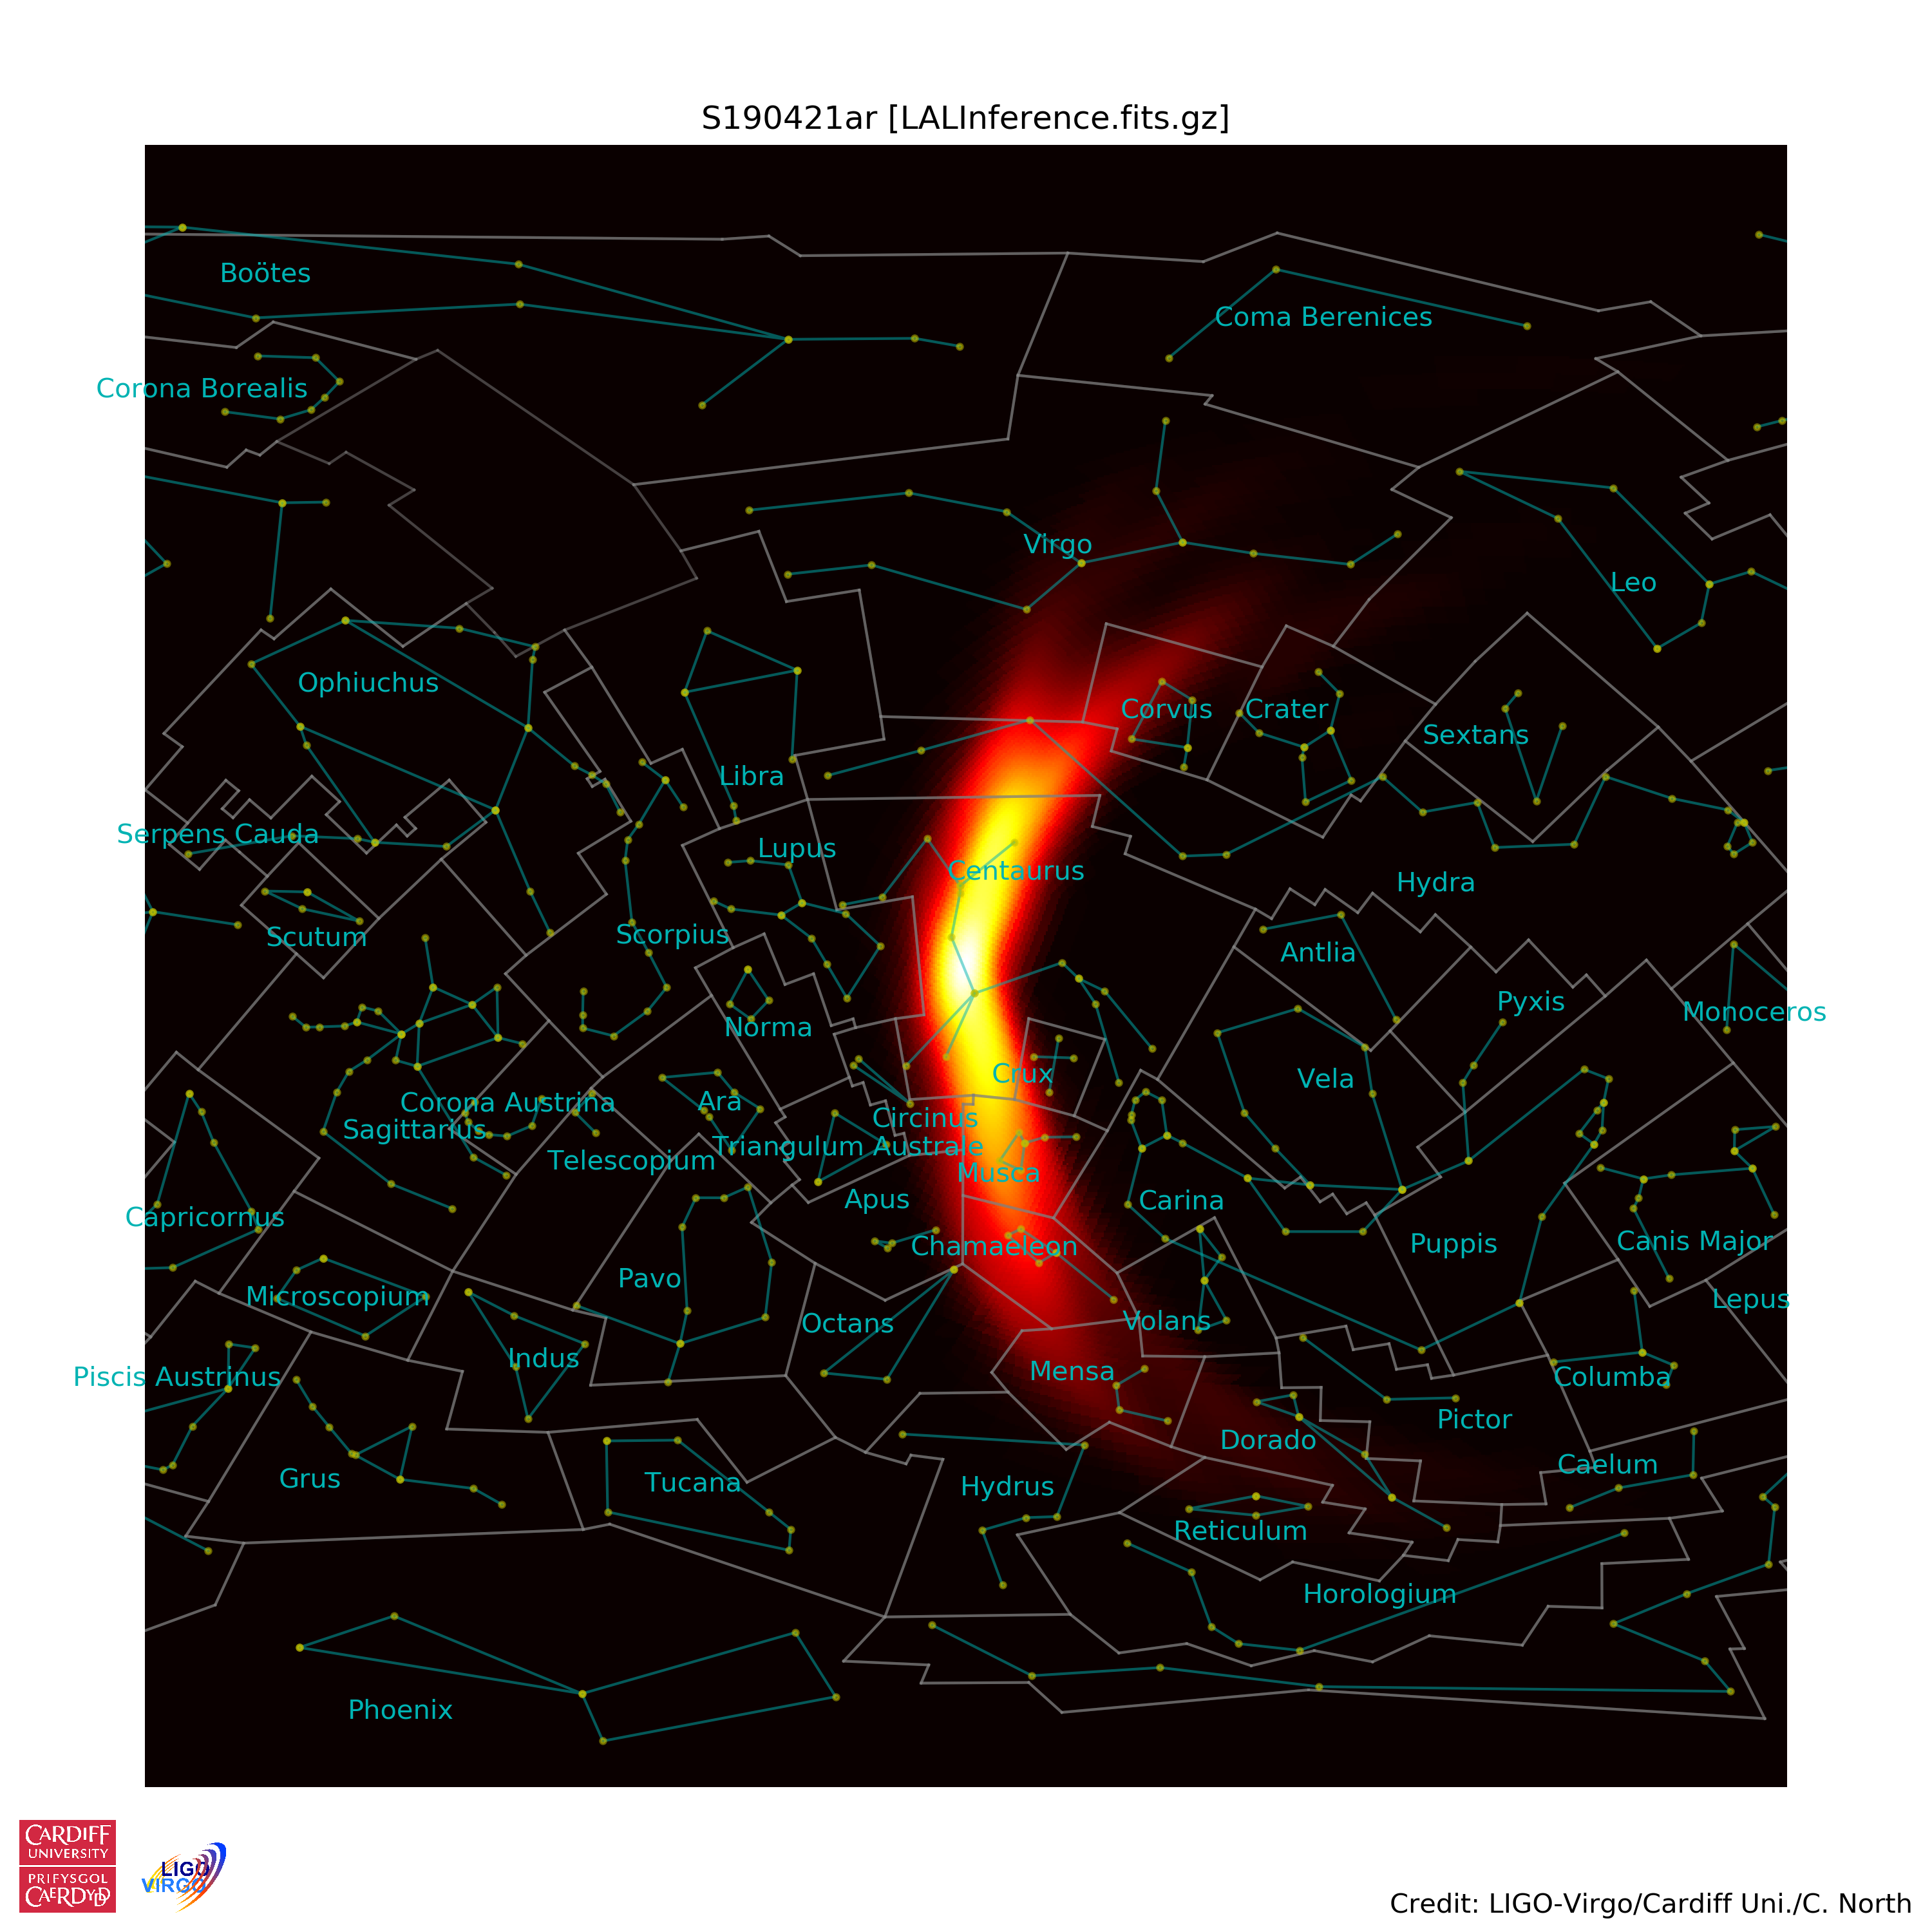 S190421ar [LALInference.fits.gz]
Boötes
Coma Berenices
Corona Borealis
Virgo
Leo
Ophiuchus
Corvus
Crater
Sextans
Libra
Serpens Cauda
Lupus
Centaurus
Hydra
Scutum
Scorpius
Antlia
Norma
Pyxis
Monoceros
Crux
Vela
Corona Austrina
Ara
Circinus
Sagittarius
Triangulum Australe
Telescopium
Musca
Capricornus
Apus
Carina
Chamaeleon
Puppis
Canis Major
Pavo
Microscopium
Octans
Volans
Lepus
Indus
Mensa
Piscis Austrinus
Columba
Pictor
Dorado
Grus
Tucana
Hydrus
Caelum
Reticulum
Horologium
Phoenix
CARDIFF
UNIVERSITY
PRIFYSGOL
CAERDYDD
LIGO
VIRGO
Credit: LIGO-Virgo/Cardiff Uni./C. North